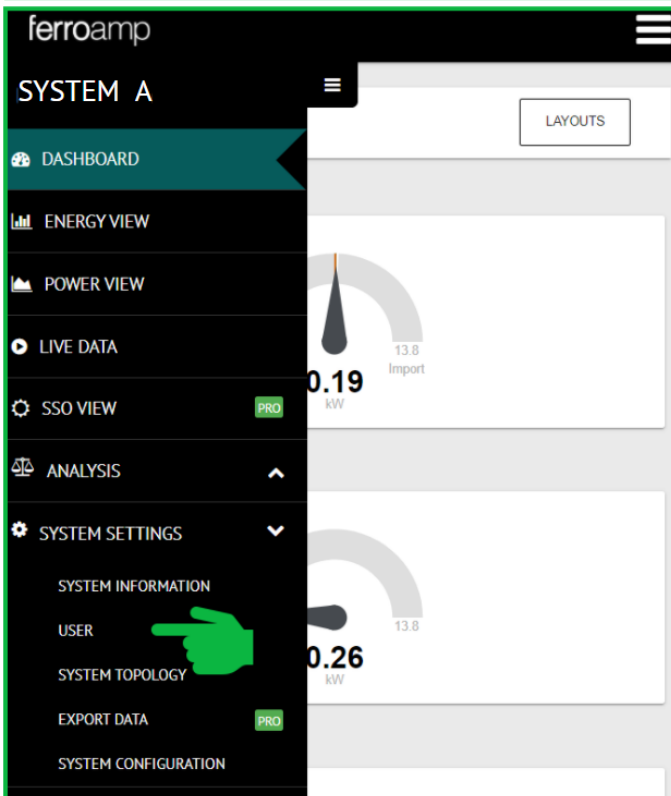 ferroamp
SYSTEM A
LAYOUTS
DASHBOARD
ENERGY VIEW
POWER VIEW
LIVE DATA
13.8
Import
0.19
kW
SSO VIEW PRO
ANALYSIS
SYSTEM SETTINGS
SYSTEM INFORMATION
USER
13.8
0.26
kW
SYSTEM TOPOLOGY
EXPORT DATA PRO
SYSTEM CONFIGURATION